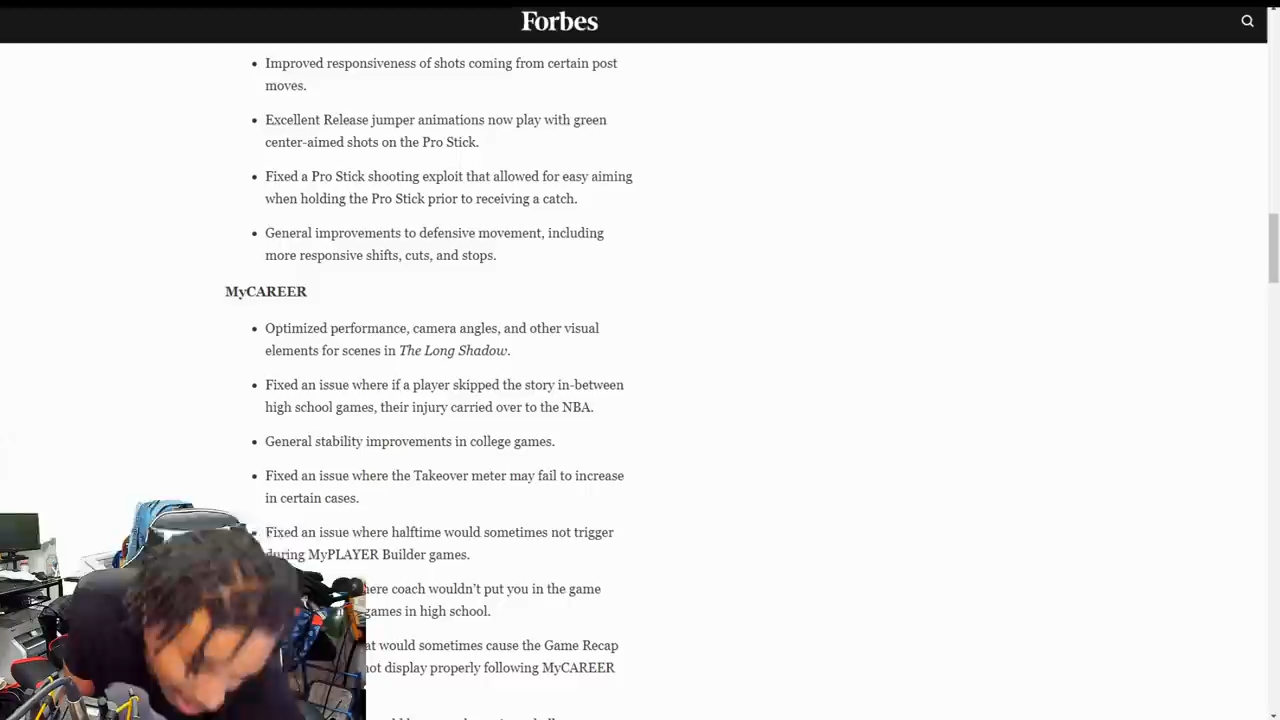 Forbes
Improved responsiveness of shots coming from certain post
moves.
Excellent Release jumper animations now play with green
center-aimed shots on the Pro Stick.
Fixed a Pro Stick shooting exploit that allowed for easy aiming
when holding the Pro Stick prior to receiving a catch.
General improvements to defensive movement, including
more responsive shifts, cuts, and stops.
MyCAREER
Optimized performance, camera angles, and other visual
elements for scenes in The Long Shadow.
Fixed an issue where if a player skipped the story in-between
high school games, their injury carried over to the NBA.
General stability improvements in college games.
Fixed an issue where the Takeover meter may fail to increase
in certain cases.
Fixed an issue where halftime would sometimes not trigger
during MyPLAYER Builder games.
coach wouldn't put you in the game
games in high school.
would sometimes cause the Game Recap
not display properly following MyCAREER